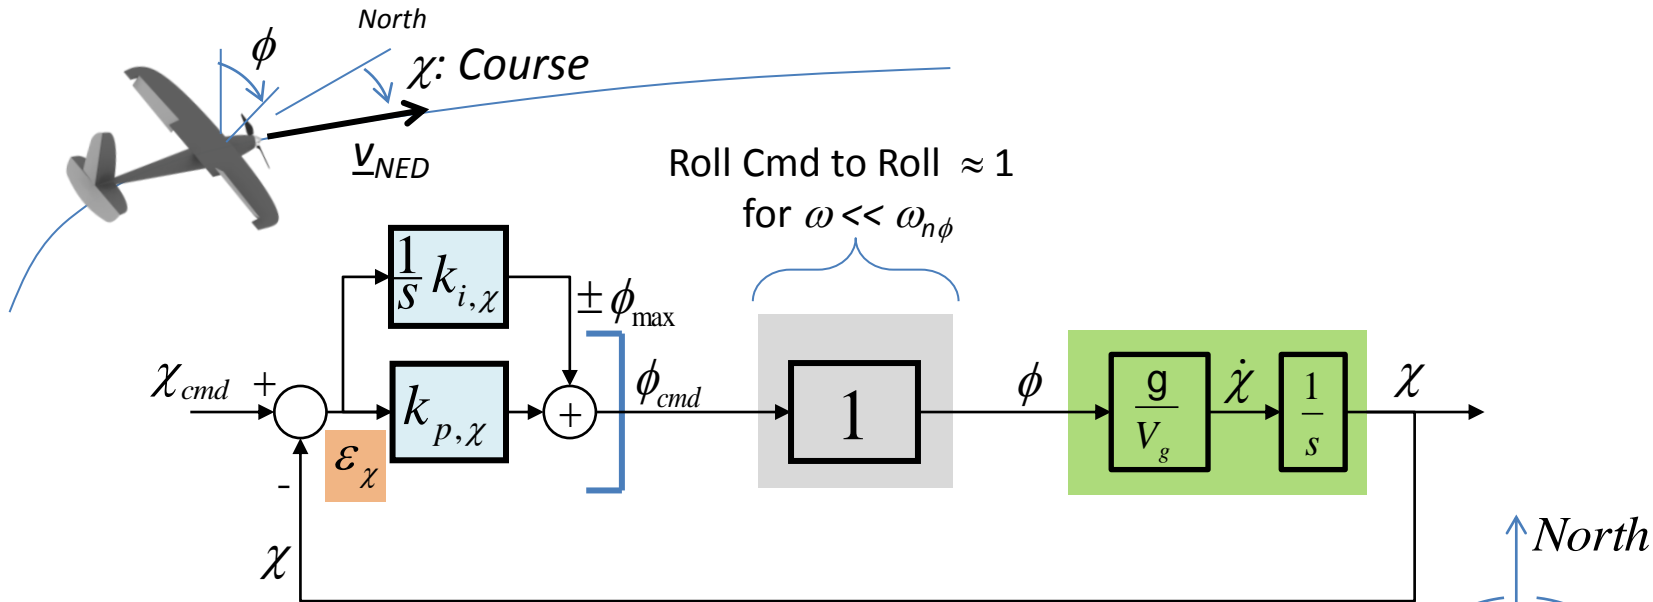 North
ϕ
χ: Course
v_NED
Roll Cmd to Roll ≈ 1
for ω << ω_nϕ
1/s k_i,χ
± ϕ_max
χ_cmd
+
k_p,χ
+
ϕ_cmd
1
ϕ
g/V_g
χ̇
1/s
χ
ε_χ
-
χ
North